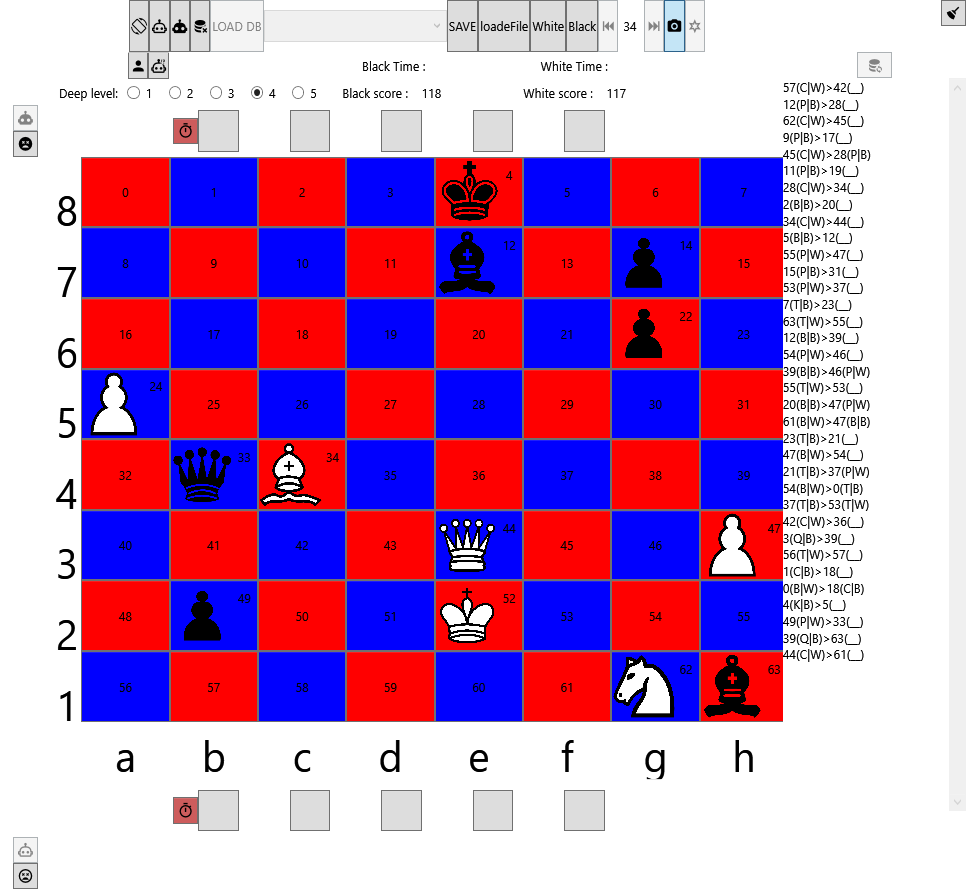 LOAD DB SAVE loadeFile White Black 34
Black Time : White Time :
Deep level: 1 2 3 4 5 Black score : 118 White score : 117
57(C|W)>42(__)
12(P|B)>28(__)
62(C|W)>45(__)
9(P|B)>17(__)
45(C|W)>28(P|B)
11(P|B)>19(__)
28(C|W)>34(__)
2(B|B)>20(__)
34(C|W)>44(__)
5(B|B)>12(__)
55(P|W)>47(__)
15(P|B)>31(__)
53(P|W)>37(__)
7(T|B)>23(__)
63(T|W)>55(__)
12(B|B)>39(__)
54(P|W)>46(__)
39(B|B)>46(P|W)
55(T|W)>53(__)
20(B|B)>47(P|W)
61(B|W)>47(B|B)
23(T|B)>21(__)
47(B|W)>54(__)
21(T|B)>37(P|W)
54(B|W)>0(T|B)
37(T|B)>53(T|W)
42(C|W)>36(__)
3(Q|B)>39(__)
56(T|W)>57(__)
1(C|B)>18(__)
0(B|W)>18(C|B)
4(K|B)>5(__)
49(P|W)>33(__)
39(Q|B)>63(__)
44(C|W)>61(__)
8 0 1 2 3 4 5 6 7
7 8 9 10 11 12 13 14 15
6 16 17 18 19 20 21 22 23
5 24 25 26 27 28 29 30 31
4 32 33 34 35 36 37 38 39
3 40 41 42 43 44 45 46 47
2 48 49 50 51 52 53 54 55
1 56 57 58 59 60 61 62 63
a b c d e f g h